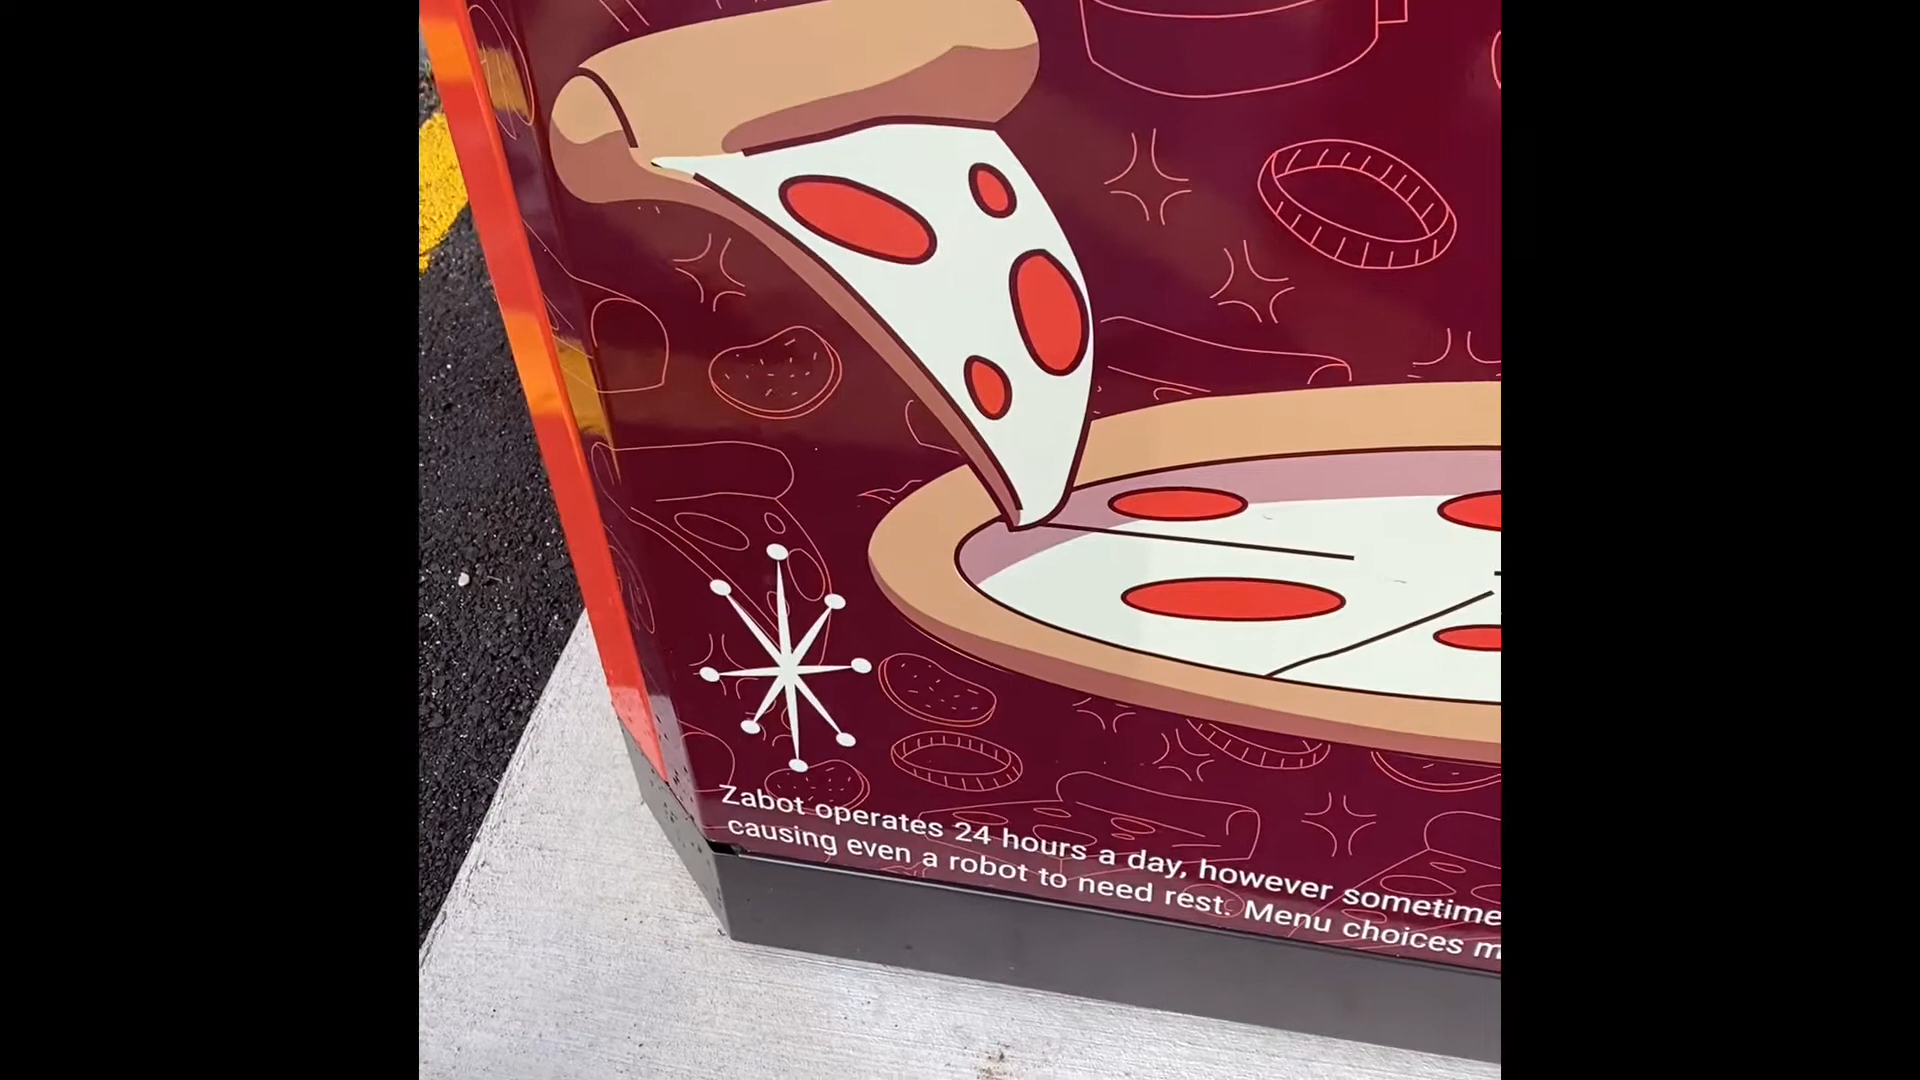 Zabot operates 24 hours a day, however sometime
causing even a robot to need rest. Menu choices m